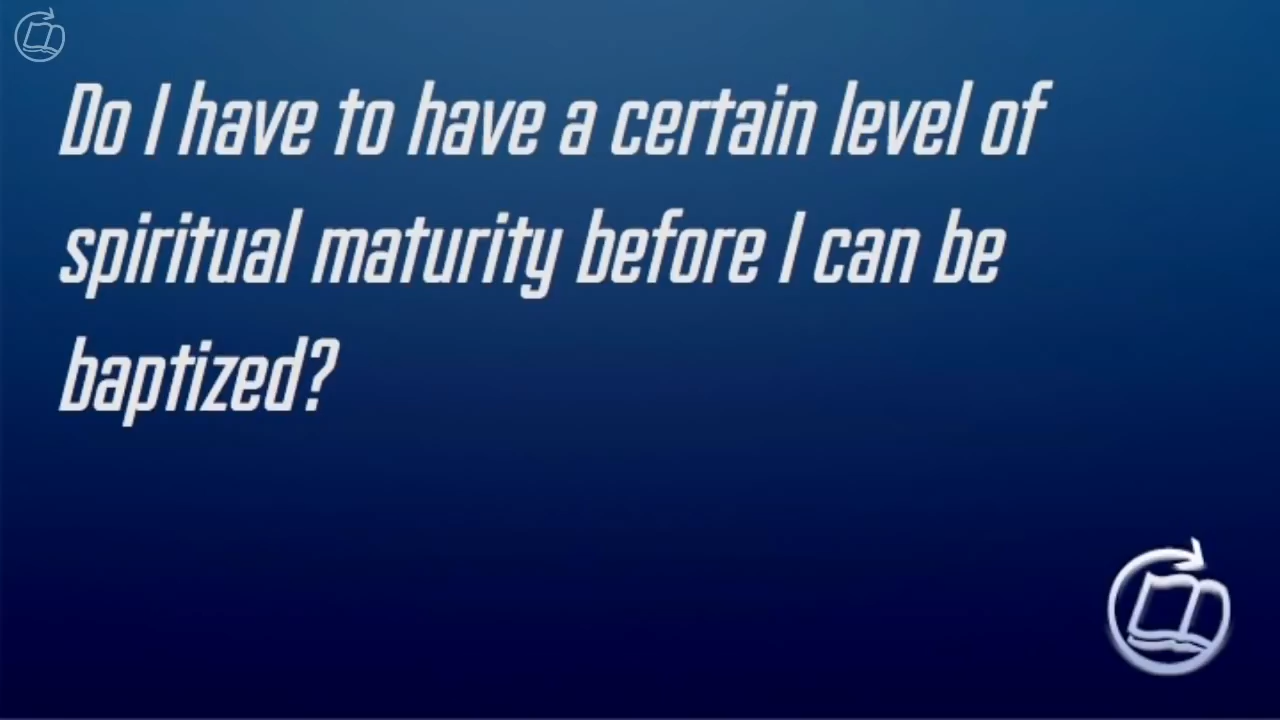 Do I have to have a certain level of
spiritual maturity before I can be
baptized?